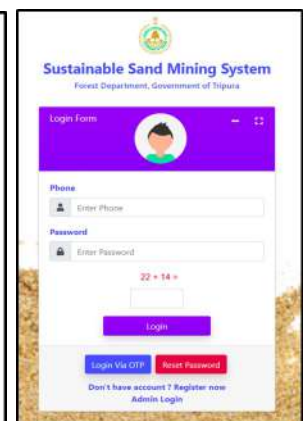 Sustainable Sand Mining System
Forest Department, Government of Tripura
Login Form
Phone
Enter Phone
Password
Enter Password
22 + 14 =
Login
Login Via OTP Reset Password
Don't have account ? Register now
Admin Login